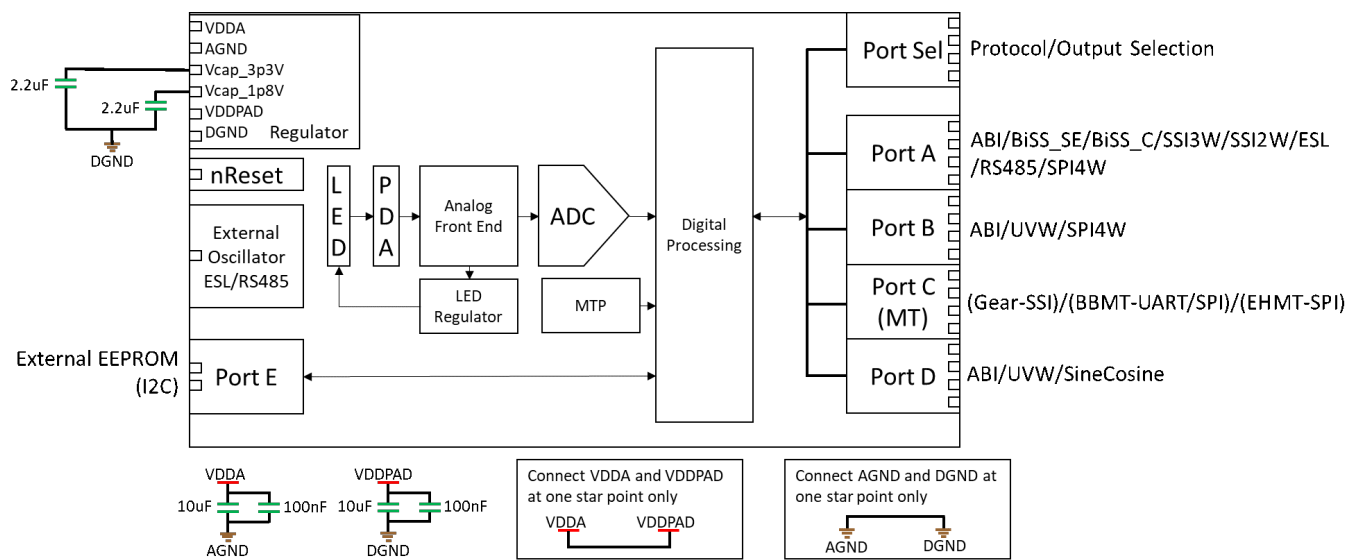 VDDA
AGND
Vcap_3p3V
Vcap_1p8V
VDDPAD
DGND
Regulator
2.2uF
2.2uF
DGND
nReset
External
Oscillator
ESL/RS485
External EEPROM
(I2C)
Port E
LED
PDA
Analog
Front End
ADC
LED
Regulator
MTP
Digital
Processing
Port Sel
Protocol/Output Selection
Port A
ABI/BiSS_SE/BiSS_C/SSI3W/SSI2W/ESL
/RS485/SPI4W
Port B
ABI/UVW/SPI4W
Port C
(MT)
(Gear-SSI)/(BBMT-UART/SPI)/(EHMT-SPI)
Port D
ABI/UVW/SineCosine
VDDA
10uF
100nF
AGND
VDDPAD
10uF
100nF
DGND
Connect VDDA and VDDPAD
at one star point only
VDDA
VDDPAD
Connect AGND and DGND at
one star point only
AGND
DGND